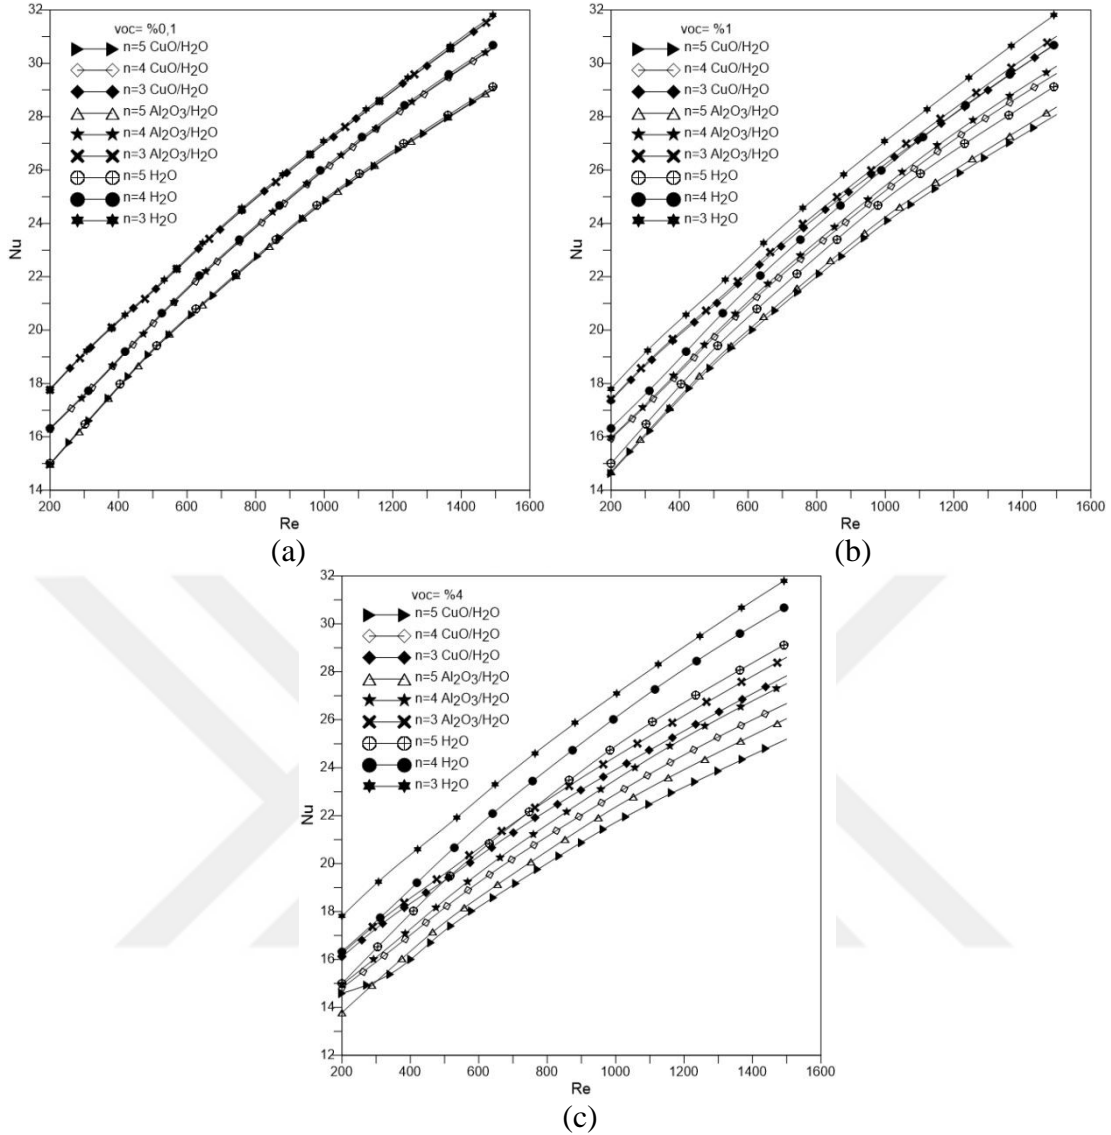 voc= %0,1
n=5 CuO/H2O
n=4 CuO/H2O
n=3 CuO/H2O
n=5 Al2O3/H2O
n=4 Al2O3/H2O
n=3 Al2O3/H2O
n=5 H2O
n=4 H2O
n=3 H2O
Nu
32
30
28
26
24
22
20
18
16
14
200 400 600 800 1000 1200 1400 1600
Re
(a)
voc= %1
n=5 CuO/H2O
n=4 CuO/H2O
n=3 CuO/H2O
n=5 Al2O3/H2O
n=4 Al2O3/H2O
n=3 Al2O3/H2O
n=5 H2O
n=4 H2O
n=3 H2O
Nu
32
30
28
26
24
22
20
18
16
14
200 400 600 800 1000 1200 1400 1600
Re
(b)
voc= %4
n=5 CuO/H2O
n=4 CuO/H2O
n=3 CuO/H2O
n=5 Al2O3/H2O
n=4 Al2O3/H2O
n=3 Al2O3/H2O
n=5 H2O
n=4 H2O
n=3 H2O
Nu
32
30
28
26
24
22
20
18
16
14
12
200 400 600 800 1000 1200 1400 1600
Re
(c)